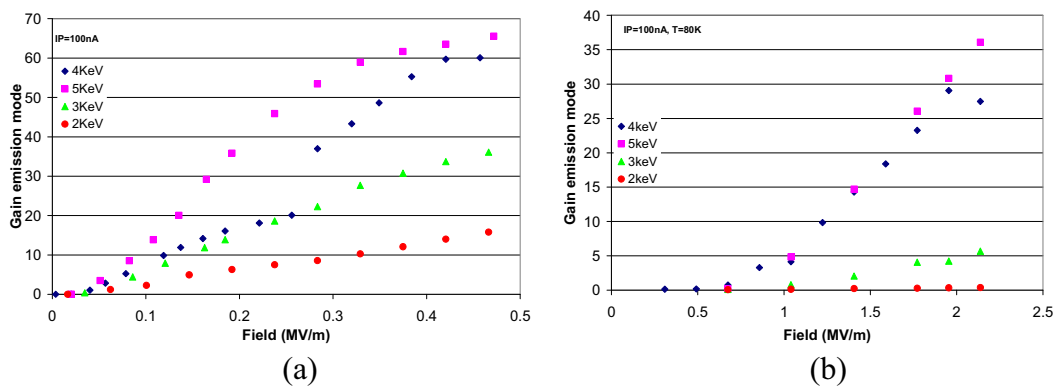 (a)
70
60
50
40
30
20
10
0
Gain emission mode
IP=100nA
4KeV
5KeV
3KeV
2KeV
0
0.1
0.2
0.3
0.4
0.5
Field (MV/m)
(a)
(b)
40
35
30
25
20
15
10
5
0
Gain emission mode
IP=100nA, T=80K
4keV
5keV
3keV
2keV
0
0.5
1
1.5
2
2.5
Field (MV/m)
(b)